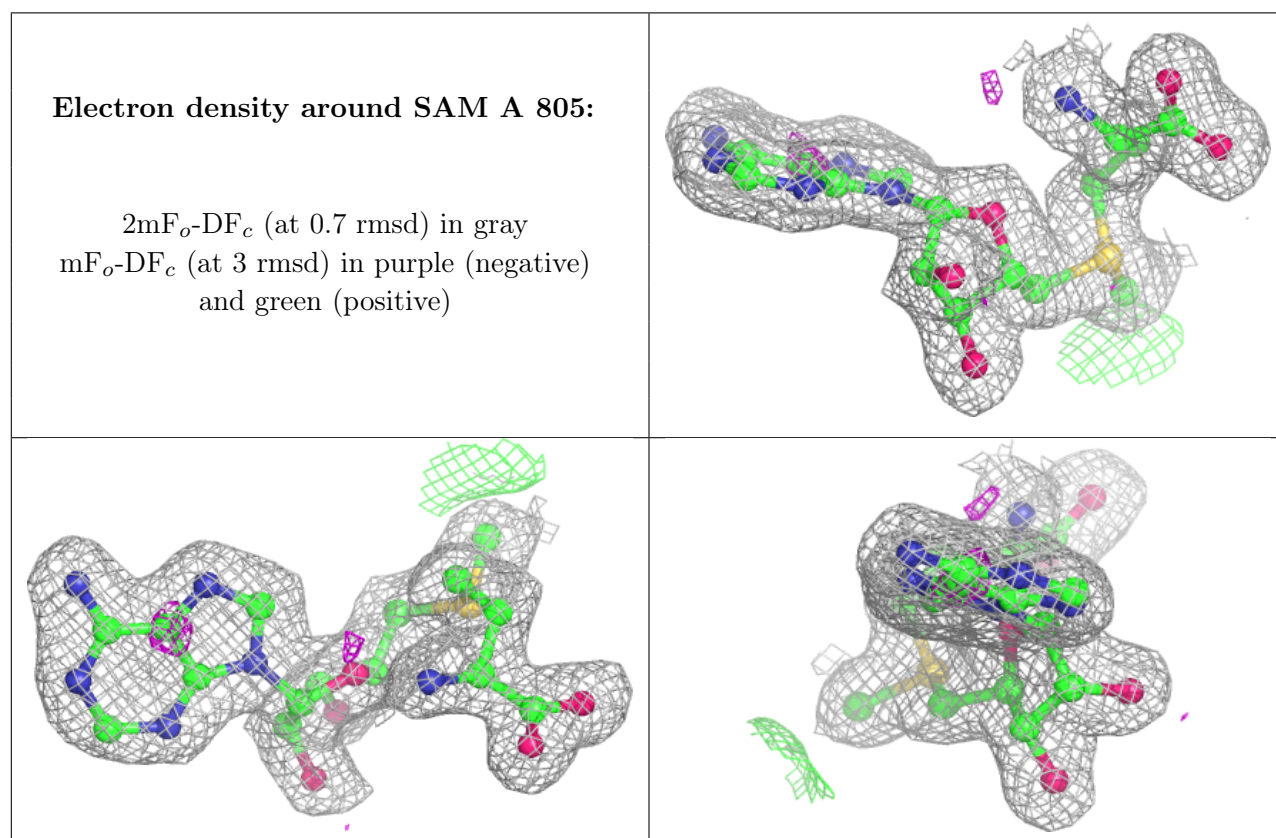 Electron density around SAM A 805:
2mFo-DFc (at 0.7 rmsd) in gray
mFo-DFc (at 3 rmsd) in purple (negative)
and green (positive)